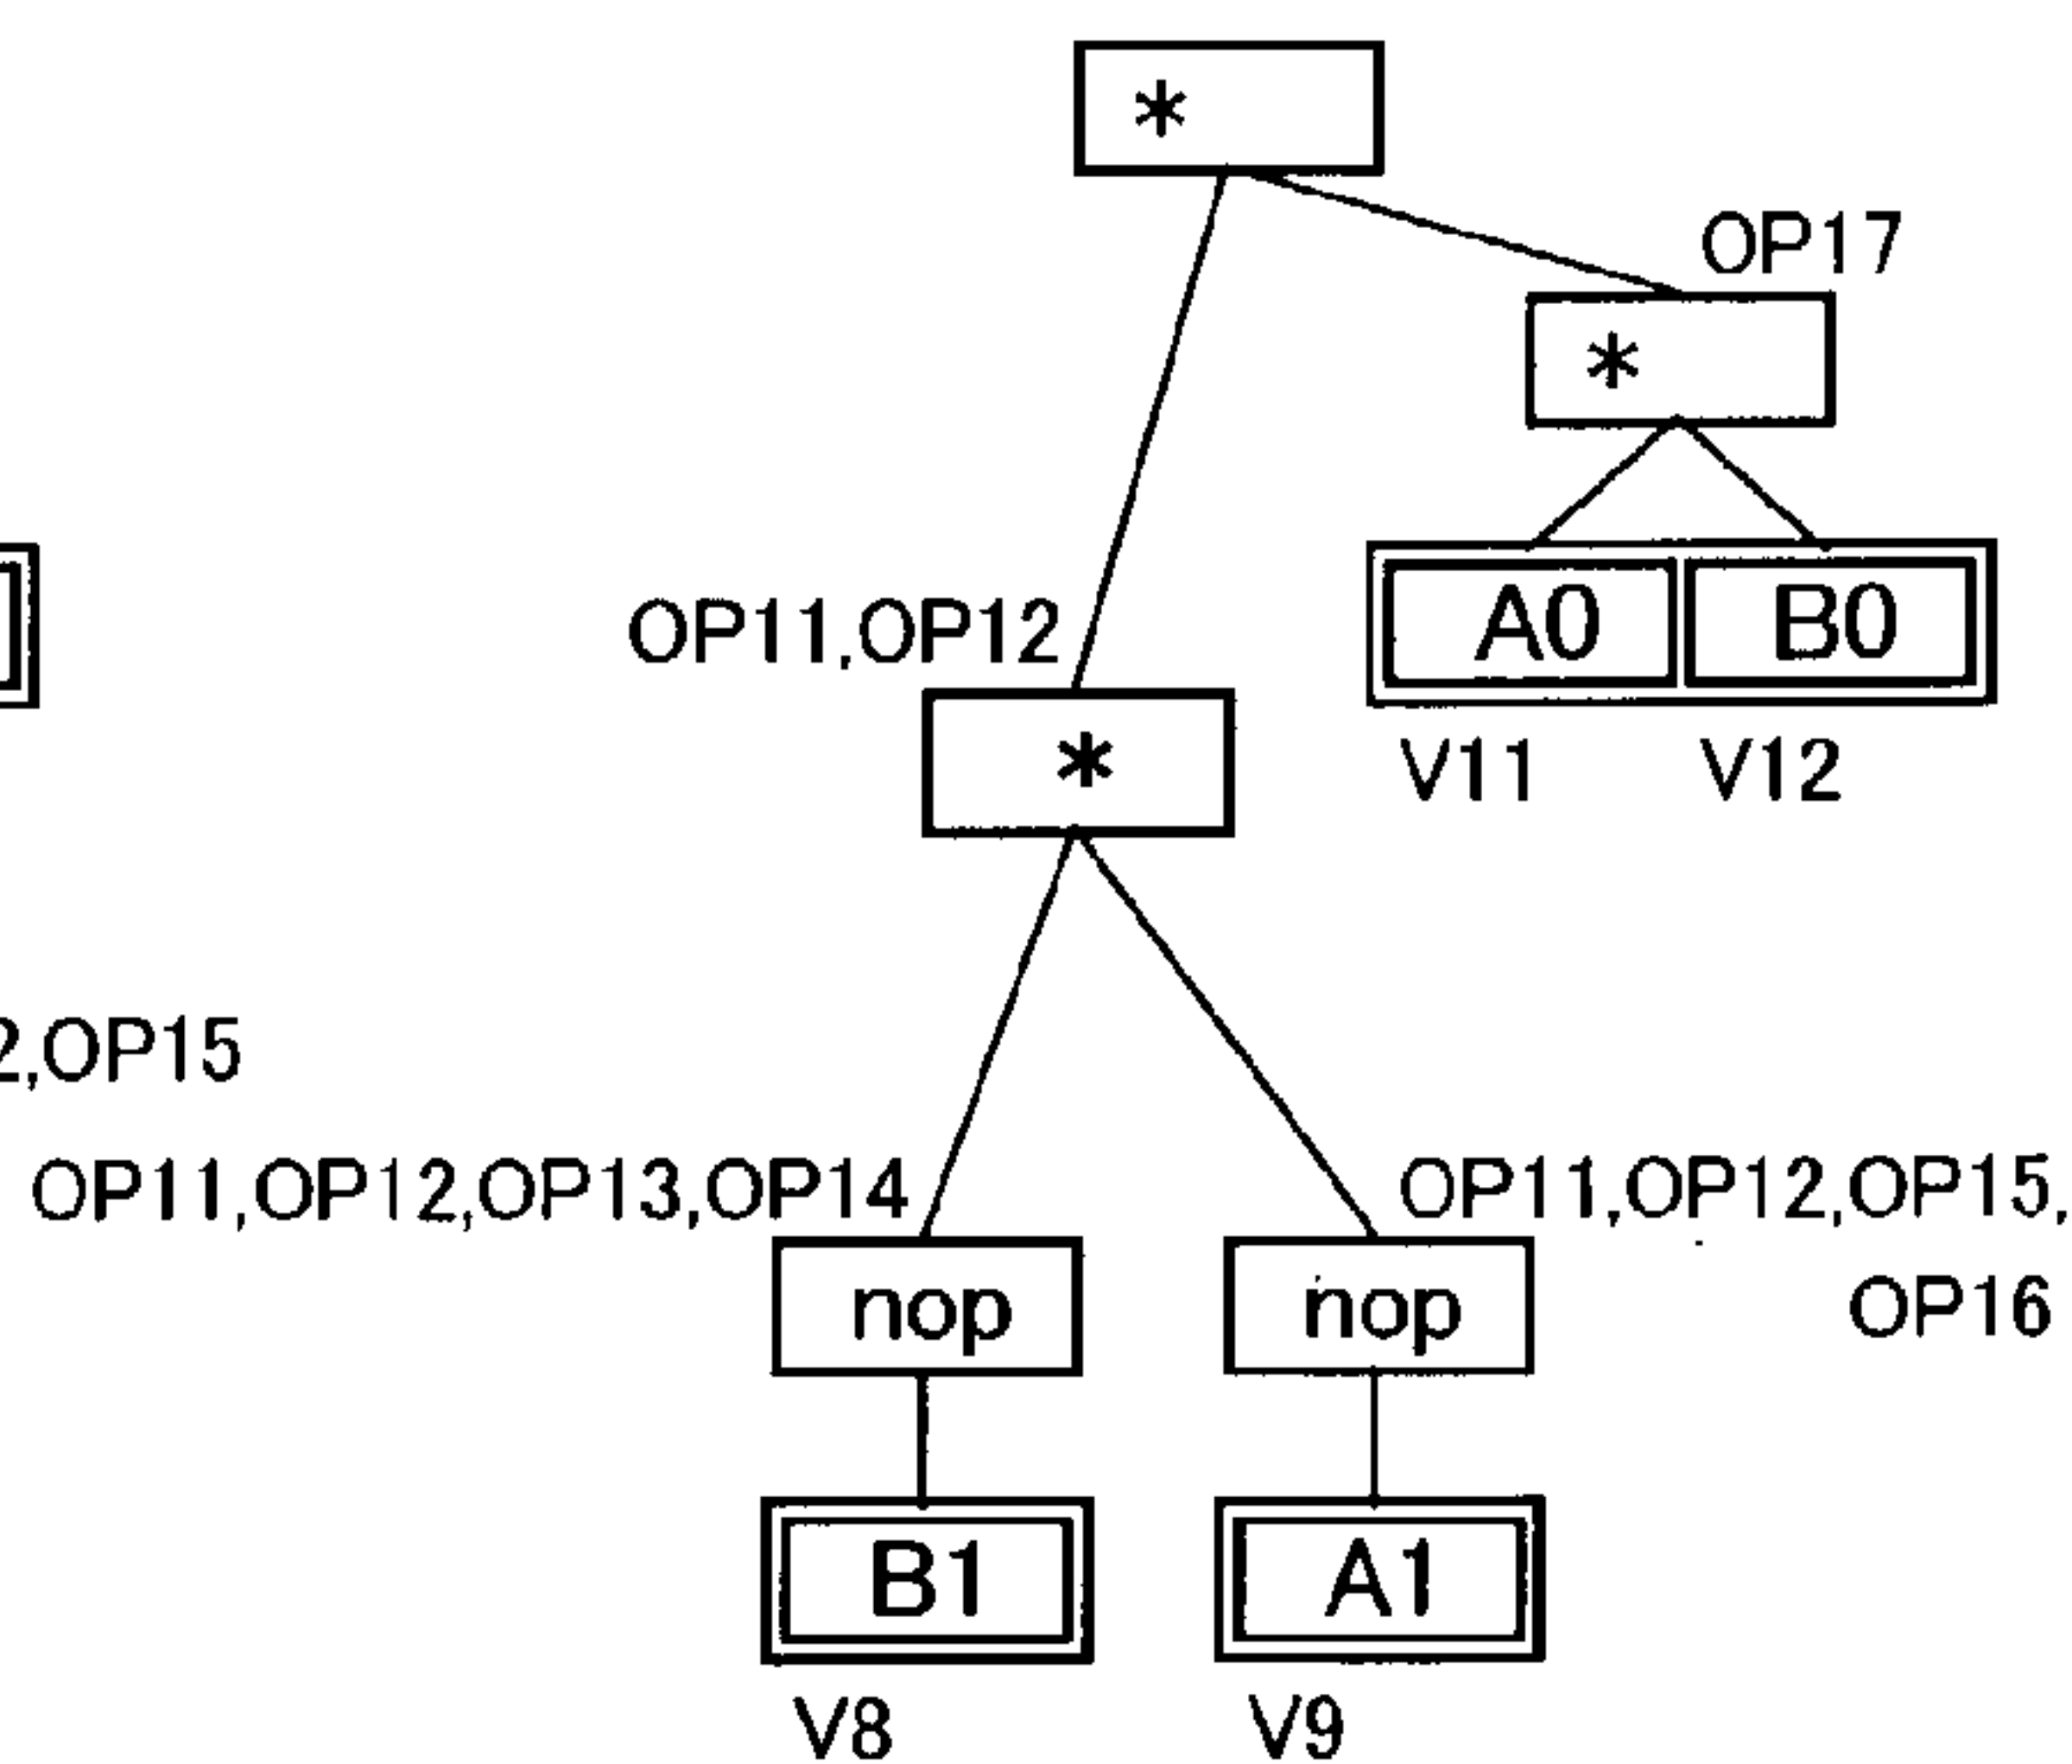 *
OP17
*
OP11,OP12
A0 B0
*
V11 V12
2,OP15
OP11,OP12,OP13,OP14
OP11,OP12,OP15,
OP16
nop nop
B1 A1
V8 V9